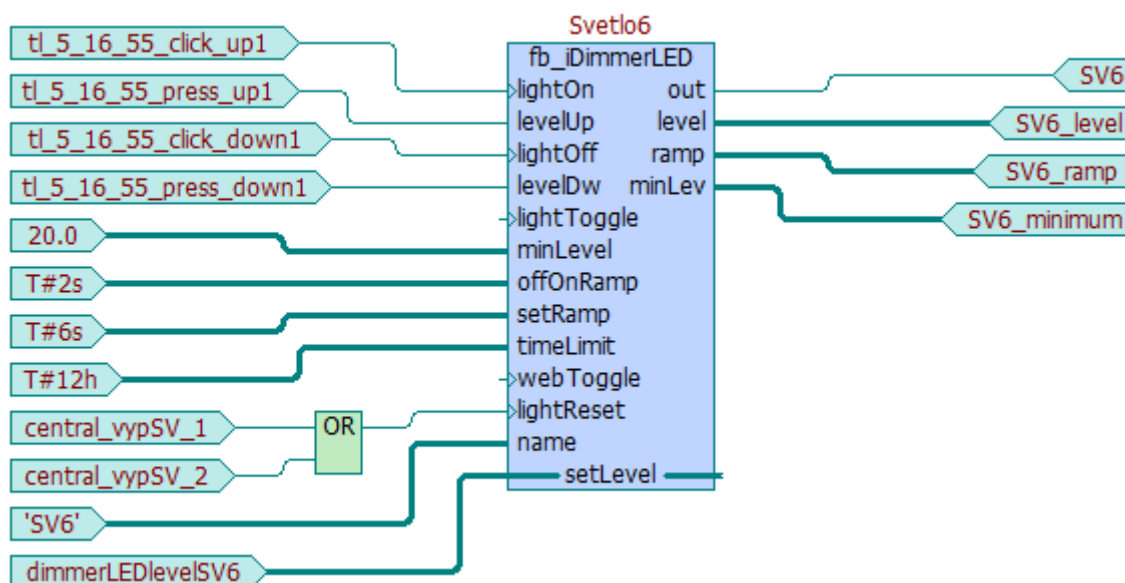 Svetlo6
fb_iDimmerLED
tl_5_16_55_click_up1
lightOn
out
SV6
tl_5_16_55_press_up1
levelUp
level
SV6_level
tl_5_16_55_click_down1
lightOff
ramp
SV6_ramp
tl_5_16_55_press_down1
levelDw
minLev
SV6_minimum
lightToggle
20.0
minLevel
T#2s
offOnRamp
T#6s
setRamp
T#12h
timeLimit
webToggle
central_vypSV_1
OR
lightReset
central_vypSV_2
name
setLevel
'SV6'
dimmerLEDlevelSV6